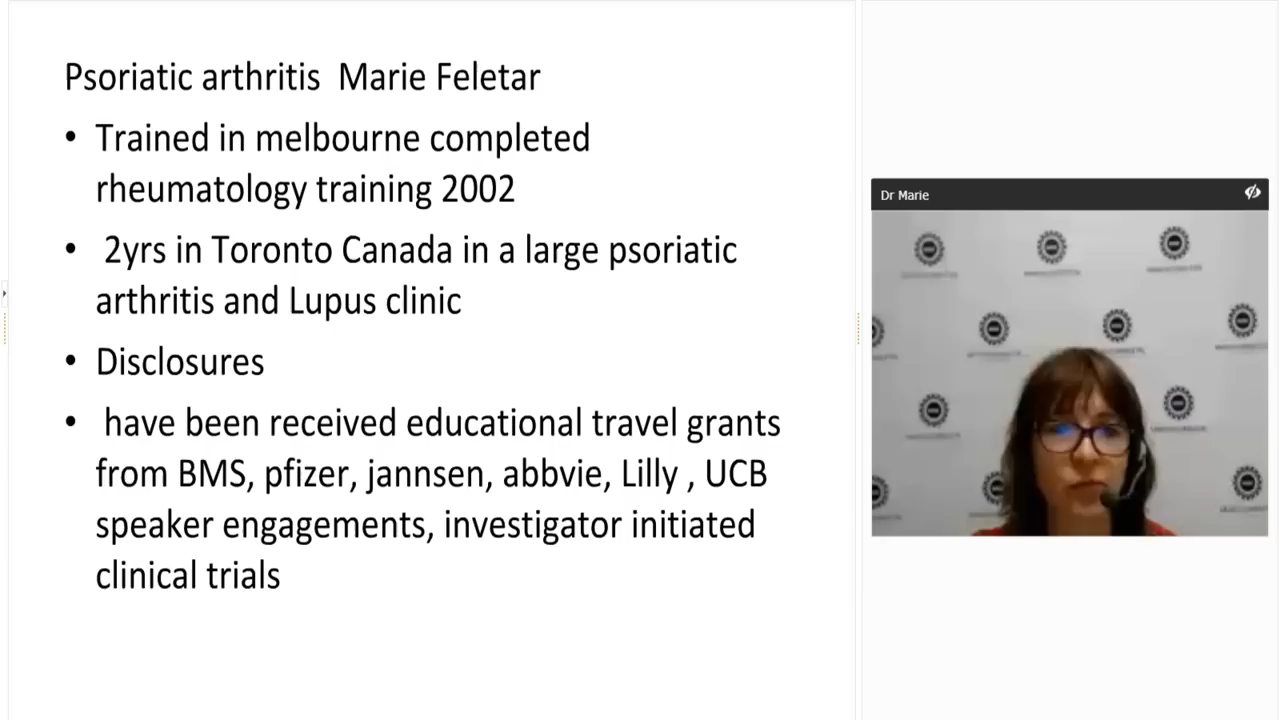 Psoriatic arthritis  Marie Feletar
• Trained in melbourne completed
rheumatology training 2002
•  2yrs in Toronto Canada in a large psoriatic
arthritis and Lupus clinic
• Disclosures
•  have been received educational travel grants
from BMS, pfizer, jannsen, abbvie, Lilly , UCB
speaker engagements, investigator initiated
clinical trials
Dr Marie